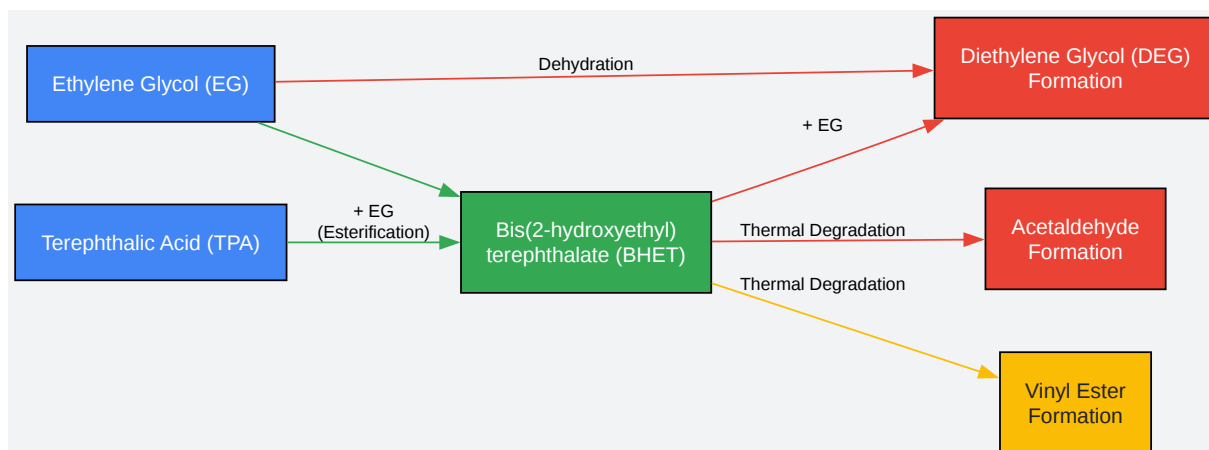 Ethylene Glycol (EG)
Dehydration
Diethylene Glycol (DEG)
Formation
+ EG
Terephthalic Acid (TPA)
+ EG
(Esterification)
Bis(2-hydroxyethyl)
terephthalate (BHET)
Thermal Degradation
Acetaldehyde
Formation
Thermal Degradation
Vinyl Ester
Formation